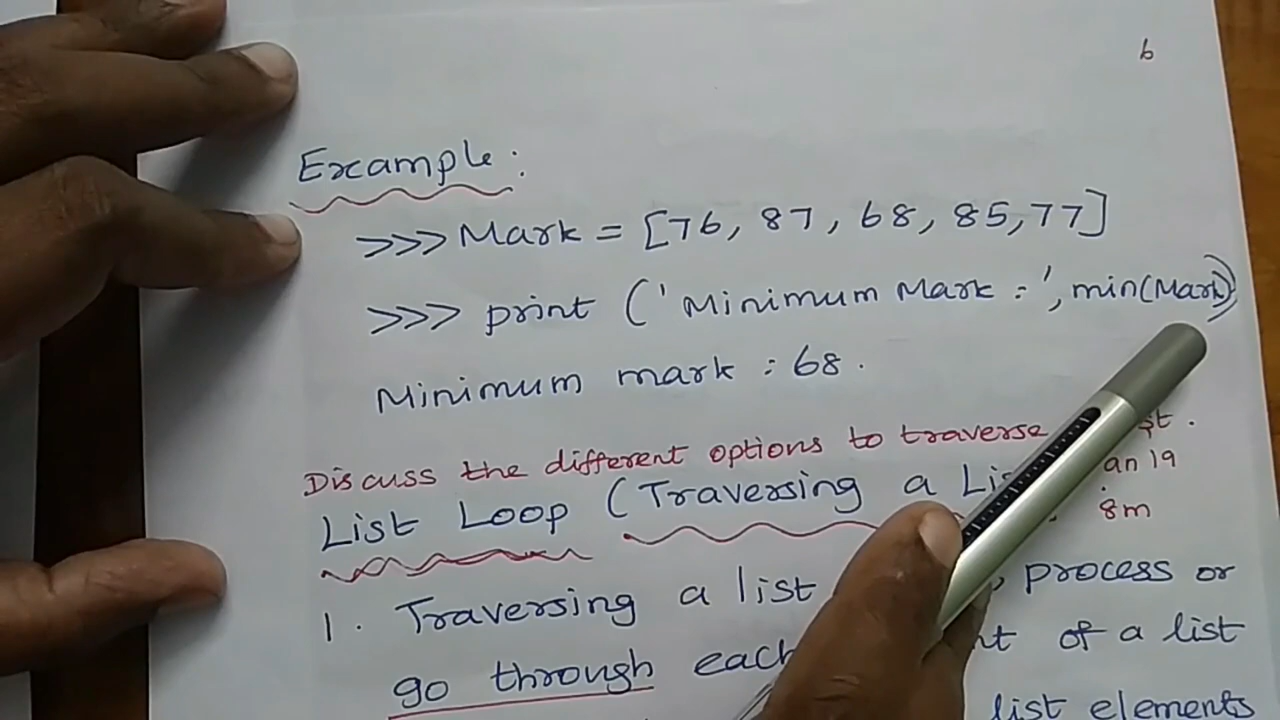 6
Example:
>>> Mark = [76, 87, 68, 85, 77]
>>> print ('Minimum Mark :', min(Mark))
Minimum mark : 68.
Discuss the different options to traverse
List Loop (Traversing a
an 19
8m
1. Traversing a list process or
go through each of a list
list elements